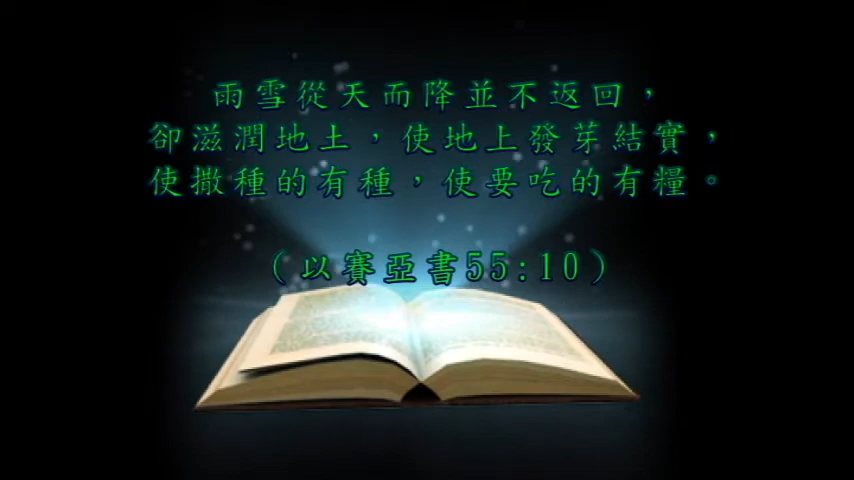 雨雪從天而降並不返回，
卻滋潤地土，使地上發芽結實，
使撒種的有種，使要吃的有糧。
（以賽亞書55:10）